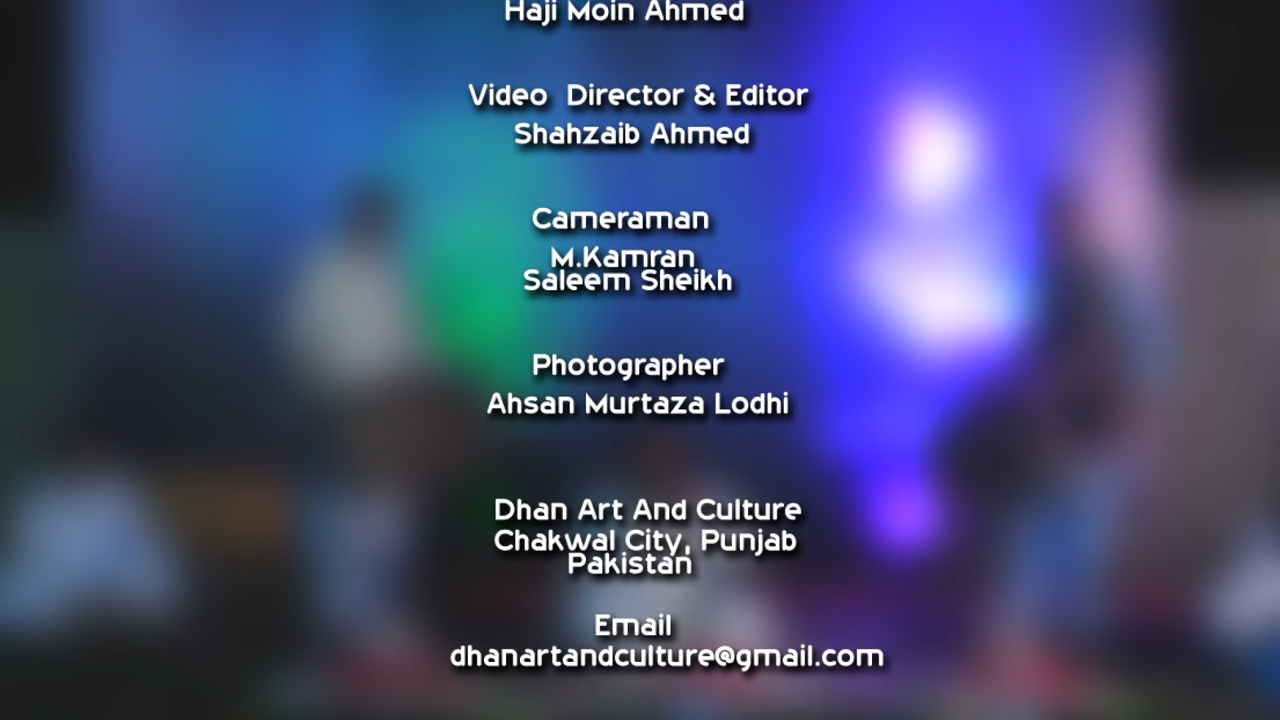 Haji Moin Ahmed
Video Director & Editor
Shahzaib Ahmed
Cameraman
M.Kamran
Saleem Sheikh
Photographer
Ahsan Murtaza Lodhi
Dhan Art And Culture
Chakwal City, Punjab
Pakistan
Email
dhanartandculture@gmail.com